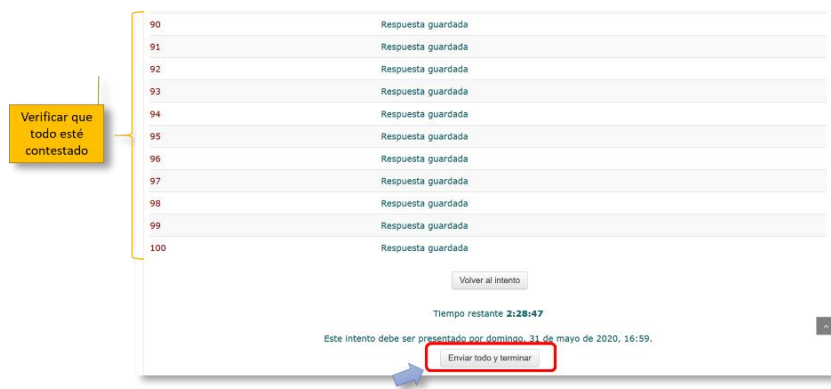 90 Respuesta guardada
91 Respuesta guardada
92 Respuesta guardada
93 Respuesta guardada
94 Respuesta guardada
95 Respuesta guardada
96 Respuesta guardada
97 Respuesta guardada
98 Respuesta guardada
99 Respuesta guardada
100 Respuesta guardada
Verificar que
todo esté
contestado
Volver al intento
Tiempo restante 2:28:47
Este intento debe ser presentado por domingo, 31 de mayo de 2020, 16:59.
Enviar todo y terminar